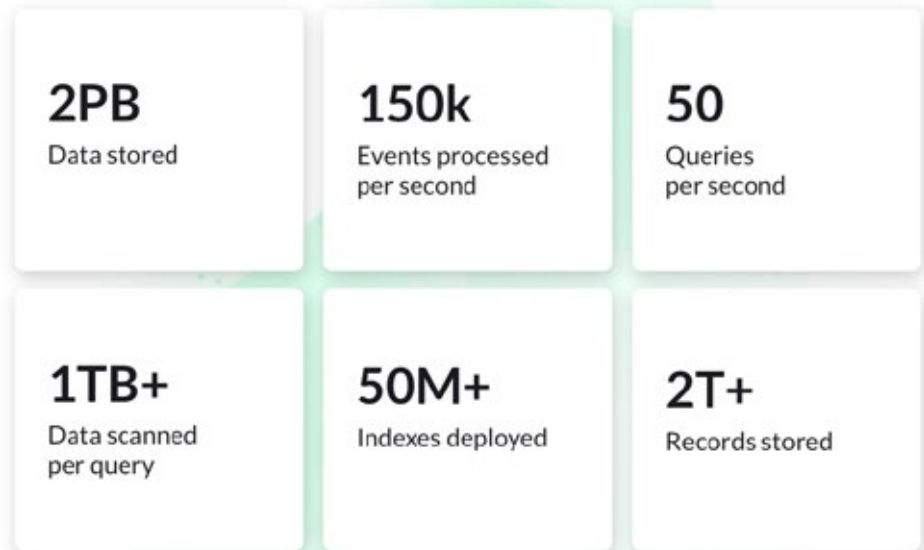 2PB
Data stored
150k
Events processed
per second
50
Queries
per second
1TB+
Data scanned
per query
50M+
Indexes deployed
2T+
Records stored